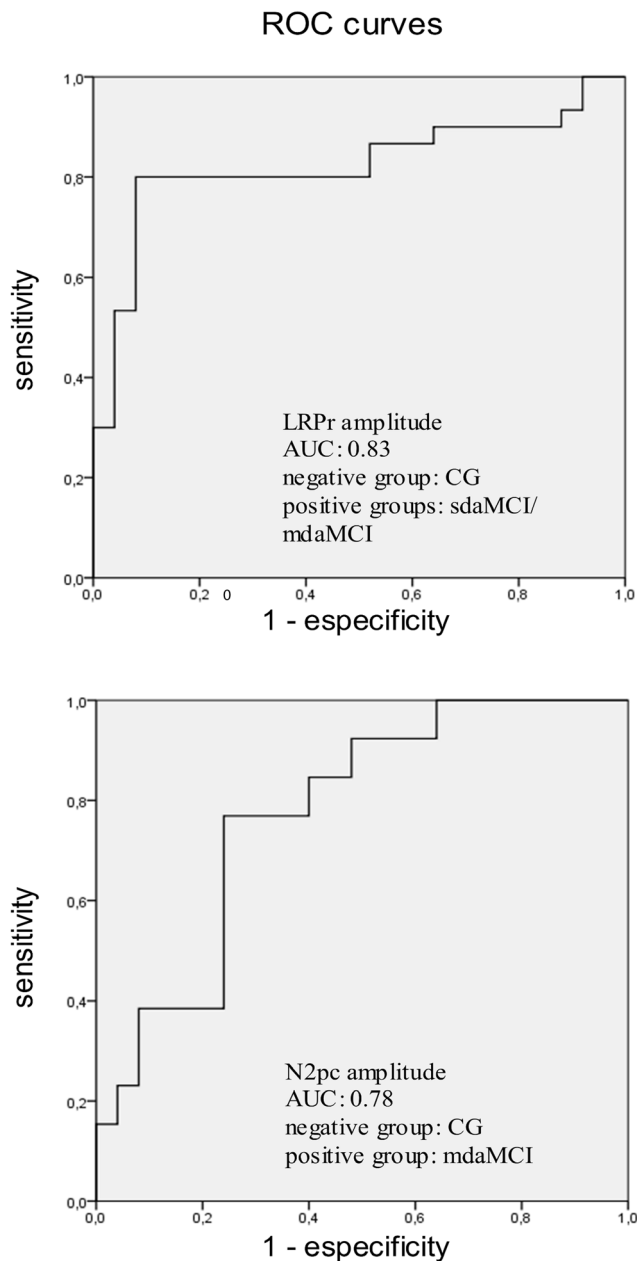 ROC curves
1,0
0,8
0,6
0,4
0,2
0,0
sensitivity
LRPr amplitude
AUC: 0.83
negative group: CG
positive groups: sdaMCI/
mdaMCI
0,0 0,2 0 0,4 0,6 0,8 1,0
1 - especificity
1,0
0,8
0,6
0,4
0,2
0,0
sensitivity
N2pc amplitude
AUC: 0.78
negative group: CG
positive group: mdaMCI
0,0 0,2 0,4 0,6 0,8 1,0
1 - especificity